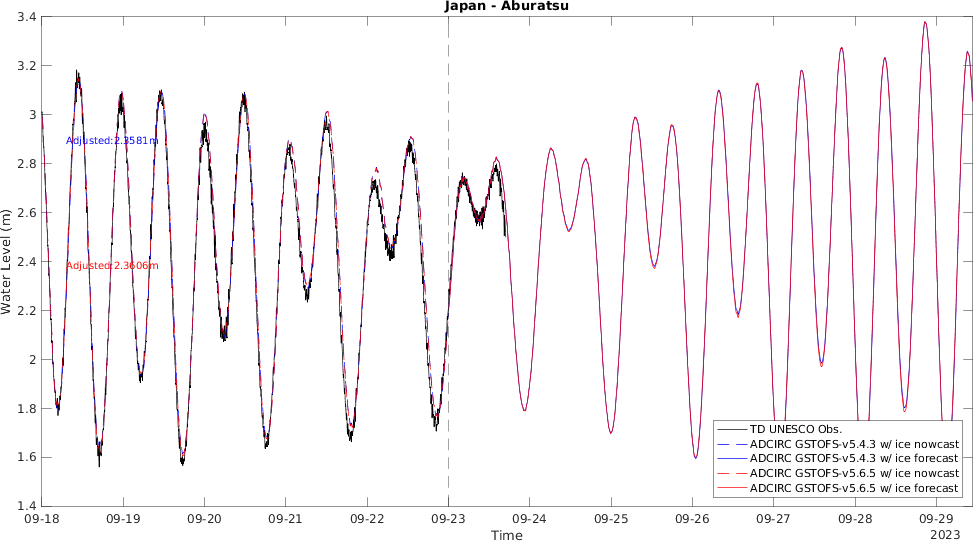 Japan - Aburatsu
3.4
3.2
3
2.8
2.6
2.4
2.2
2
1.8
1.6
1.4
Water Level (m)
Adjusted:2.3581m
Adjusted:2.3606m
TD UNESCO Obs.
ADCIRC GSTOFS-v5.4.3 w/ ice nowcast
ADCIRC GSTOFS-v5.4.3 w/ ice forecast
ADCIRC GSTOFS-v5.6.5 w/ ice nowcast
ADCIRC GSTOFS-v5.6.5 w/ ice forecast
09-18 09-19 09-20 09-21 09-22 09-23 09-24 09-25 09-26 09-27 09-28 09-29
2023
Time